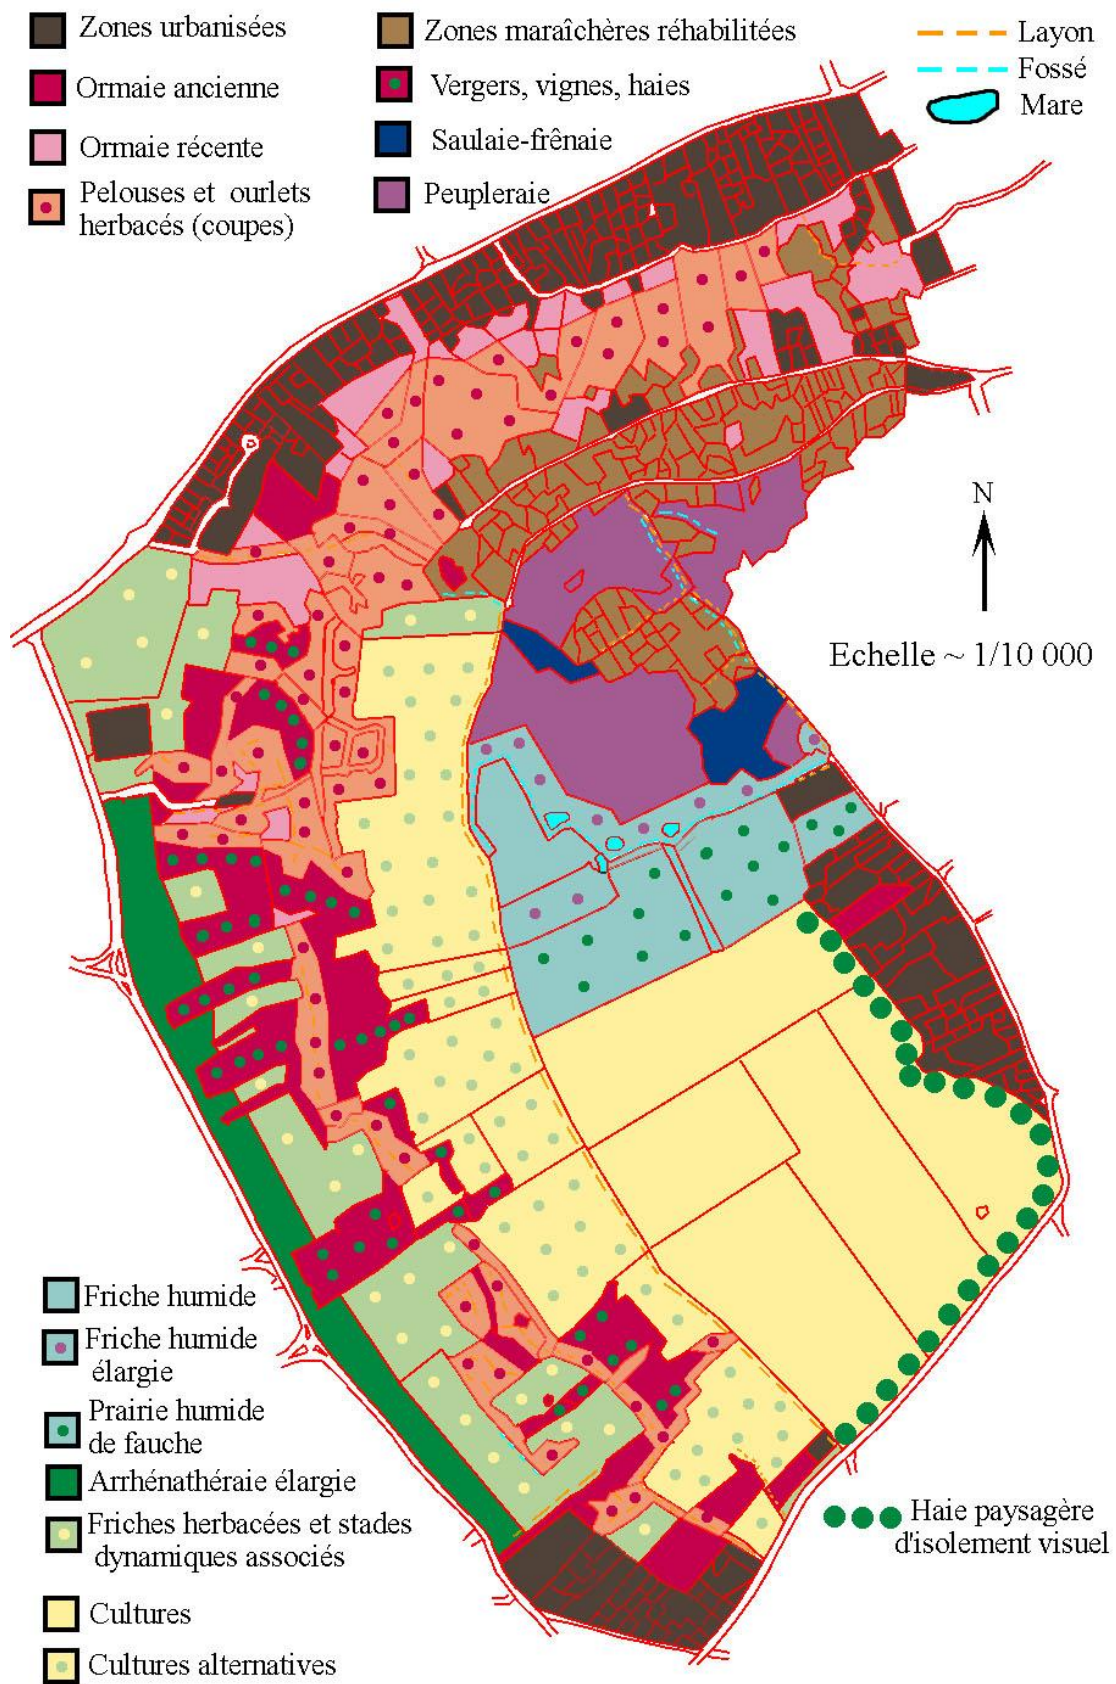 Zones urbanisées
Ormaie ancienne
Ormaie récente
Pelouses et ourlets
herbacés (coupes)
Zones maraîchères réhabilitées
Vergers, vignes, haies
Saulaie-frênaie
Peupleraie
Layon
Fossé
Mare
N
Echelle ~ 1/10 000
Friche humide
Friche humide
élargie
Prairie humide
de fauche
Arrhénathéraie élargie
Friches herbacées et stades
dynamiques associés
Cultures
Cultures alternatives
Haie paysagère
d'isolement visuel